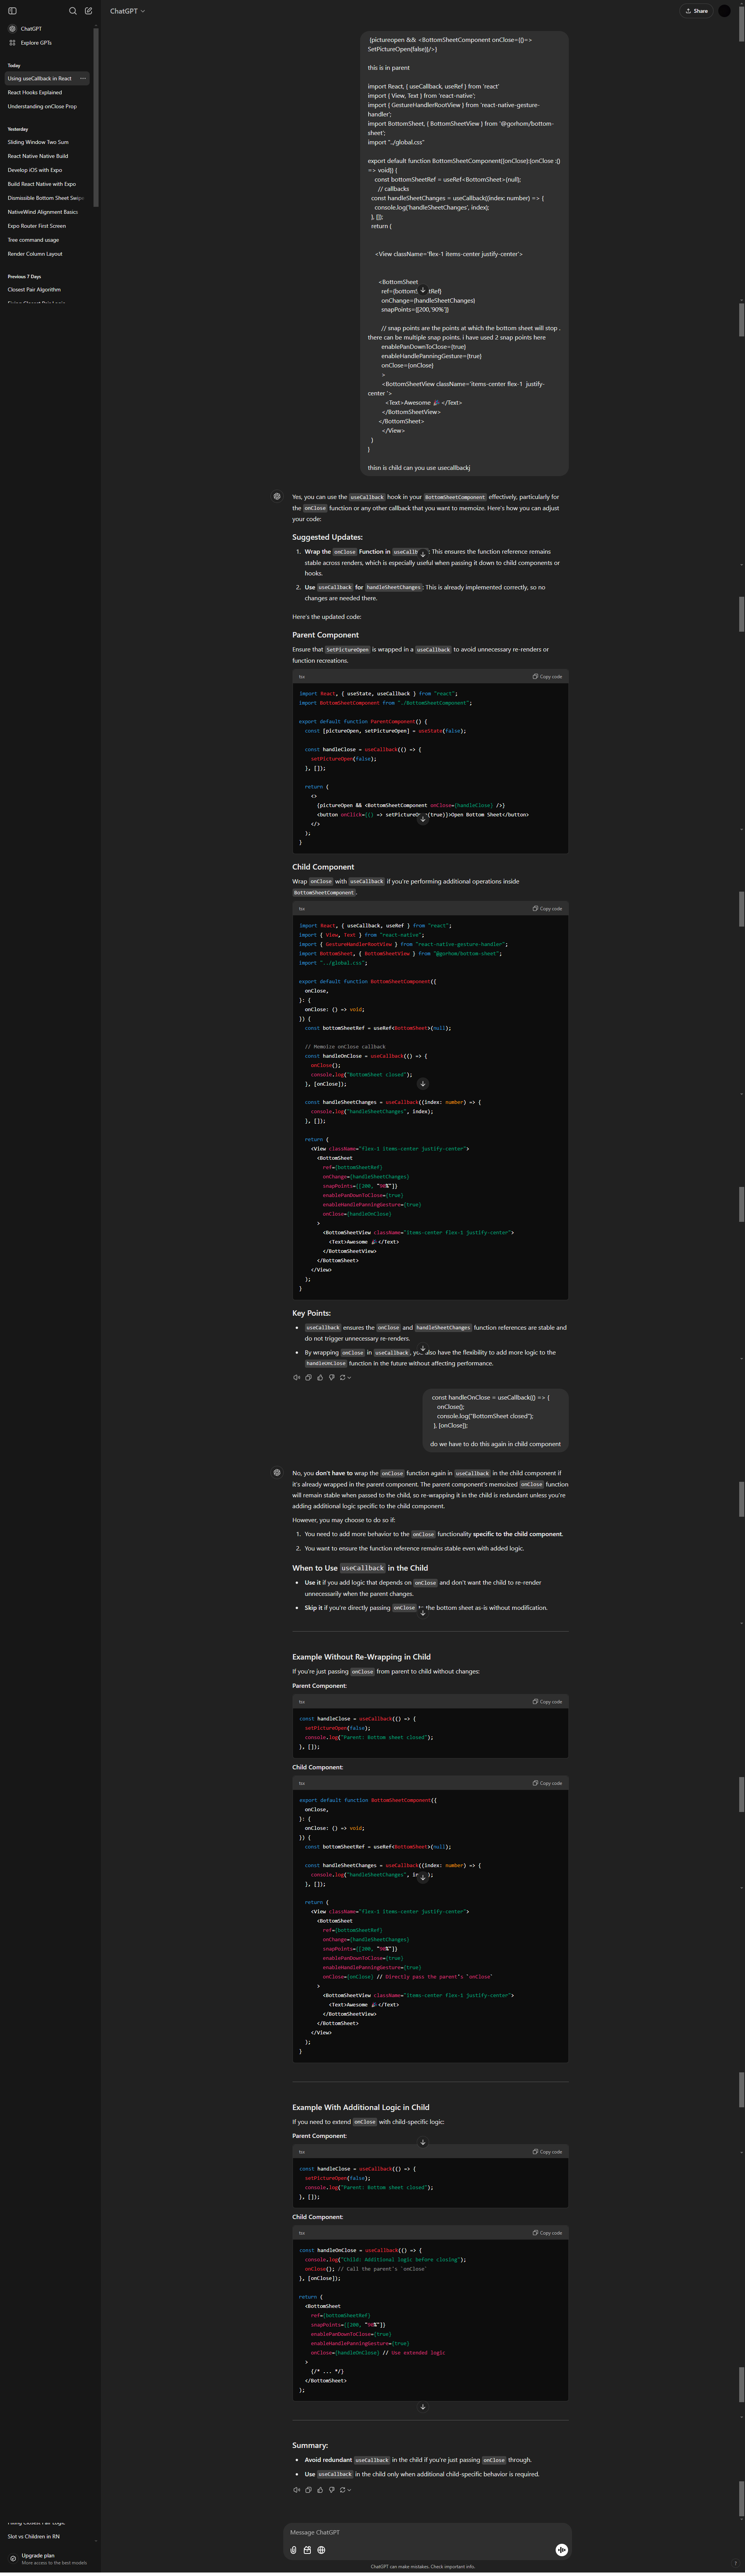 ChatGPT
Share
ChatGPT
Explore GPTs
Today
Using useCallback in React
React Hooks Explained
Understanding onClose Prop
Yesterday
Sliding Window Two Sum
React Native Native Build
Develop iOS with Expo
Build React Native with Expo
Dismissible Bottom Sheet Swipe
NativeWind Alignment Basics
Expo Router First Screen
Tree command usage
Render Column Layout
Previous 7 Days
Closest Pair Algorithm
{pictureopen && <BottomSheetComponent onClose={()=>
SetPictureOpen(false)}/>}
this is in parent
import React, { useCallback, useRef } from 'react'
import { View, Text } from 'react-native';
import { GestureHandlerRootView } from 'react-native-gesture-
handler';
import BottomSheet, { BottomSheetView } from '@gorhom/bottom-
sheet';
import "../global.css"
export default function BottomSheetComponent({onClose}:{onClose :()
=> void}) {
const bottomSheetRef = useRef<BottomSheet>(null);
// callbacks
const handleSheetChanges = useCallback((index: number) => {
console.log('handleSheetChanges', index);
}, []);
return (
<View className='flex-1 items-center justify-center'>
<BottomSheet
ref={bottomSheetRef}
onChange={handleSheetChanges}
snapPoints={[200,'90%']}
// snap points are the points at which the bottom sheet will stop .
there can be multiple snap points. i have used 2 snap points here
enablePanDownToClose={true}
enableHandlePanningGesture={true}
onClose={onClose}
>
<BottomSheetView className='items-center flex-1 justify-
center '>
<Text>Awesome 🎉</Text>
</BottomSheetView>
</BottomSheet>
</View>
)
}
thisn is child can you use usecallbackj
Yes, you can use the useCallback hook in your BottomSheetComponent effectively, particularly for
the onClose function or any other callback that you want to memoize. Here's how you can adjust
your code:
Suggested Updates:
1. Wrap the onClose Function in useCallb : This ensures the function reference remains
stable across renders, which is especially useful when passing it down to child components or
hooks.
2. Use useCallback for handleSheetChanges: This is already implemented correctly, so no
changes are needed there.
Here's the updated code:
Parent Component
Ensure that SetPictureOpen is wrapped in a useCallback to avoid unnecessary re-renders or
function recreations.
tsx
Copy code
import React, { useState, useCallback } from "react";
import BottomSheetComponent from "./BottomSheetComponent";
export default function ParentComponent() {
const [pictureOpen, setPictureOpen] = useState(false);
const handleClose = useCallback(() => {
setPictureOpen(false);
}, []);
return (
<>
{pictureOpen && <BottomSheetComponent onClose={handleClose} />}
<button onClick={() => setPictureOpen(true)}>Open Bottom Sheet</button>
</>
);
}
Child Component
Wrap onClose with useCallback if you're performing additional operations inside
BottomSheetComponent.
tsx
Copy code
import React, { useCallback, useRef } from "react";
import { View, Text } from "react-native";
import { GestureHandlerRootView } from "react-native-gesture-handler";
import BottomSheet, { BottomSheetView } from "@gorhom/bottom-sheet";
import "../global.css";
export default function BottomSheetComponent({
onClose,
}: {
onClose: () => void;
}) {
const bottomSheetRef = useRef<BottomSheet>(null);
// Memoize onClose callback
const handleOnClose = useCallback(() => {
onClose();
console.log("BottomSheet closed");
}, [onClose]);
const handleSheetChanges = useCallback((index: number) => {
console.log("handleSheetChanges", index);
}, []);
return (
<View className="flex-1 items-center justify-center">
<BottomSheet
ref={bottomSheetRef}
onChange={handleSheetChanges}
snapPoints={[200, "90%"]}
enablePanDownToClose={true}
enableHandlePanningGesture={true}
onClose={handleOnClose}
>
<BottomSheetView className="items-center flex-1 justify-center">
<Text>Awesome 🎉</Text>
</BottomSheetView>
</BottomSheet>
</View>
);
}
Key Points:
• useCallback ensures the onClose and handleSheetChanges function references are stable and
do not trigger unnecessary re-renders.
• By wrapping onClose in useCallback, you also have the flexibility to add more logic to the
handleOnClose function in the future without affecting performance.
const handleOnClose = useCallback(() => {
onClose();
console.log("BottomSheet closed");
}, [onClose]);
do we have to do this again in child component
No, you don't have to wrap the onClose function again in useCallback in the child component if
it's already wrapped in the parent component. The parent component's memoized onClose function
will remain stable when passed to the child, so re-wrapping it in the child is redundant unless you're
adding additional logic specific to the child component.
However, you may choose to do so if:
1. You need to add more behavior to the onClose functionality specific to the child component.
2. You want to ensure the function reference remains stable even with added logic.
When to Use useCallback in the Child
• Use it if you add logic that depends on onClose and don't want the child to re-render
unnecessarily when the parent changes.
• Skip it if you're directly passing onClose to the bottom sheet as-is without modification.
Example Without Re-Wrapping in Child
If you're just passing onClose from parent to child without changes:
Parent Component:
tsx
Copy code
const handleClose = useCallback(() => {
setPictureOpen(false);
console.log("Parent: Bottom sheet closed");
}, []);
Child Component:
tsx
Copy code
export default function BottomSheetComponent({
onClose,
}: {
onClose: () => void;
}) {
const bottomSheetRef = useRef<BottomSheet>(null);
const handleSheetChanges = useCallback((index: number) => {
console.log("handleSheetChanges", index);
}, []);
return (
<View className="flex-1 items-center justify-center">
<BottomSheet
ref={bottomSheetRef}
onChange={handleSheetChanges}
snapPoints={[200, "90%"]}
enablePanDownToClose={true}
enableHandlePanningGesture={true}
onClose={onClose} // Directly pass the parent's `onClose`
>
<BottomSheetView className="items-center flex-1 justify-center">
<Text>Awesome 🎉</Text>
</BottomSheetView>
</BottomSheet>
</View>
);
}
Example With Additional Logic in Child
If you need to extend onClose with child-specific logic:
Parent Component:
tsx
Copy code
const handleClose = useCallback(() => {
setPictureOpen(false);
console.log("Parent: Bottom sheet closed");
}, []);
Child Component:
tsx
Copy code
const handleOnClose = useCallback(() => {
console.log("Child: Additional logic before closing");
onClose(); // Call the parent's `onClose`
}, [onClose]);
return (
<BottomSheet
ref={bottomSheetRef}
snapPoints={[200, "90%"]}
enablePanDownToClose={true}
enableHandlePanningGesture={true}
onClose={handleOnClose} // Use extended logic
>
{/* ... */}
</BottomSheet>
);
Summary:
• Avoid redundant useCallback in the child if you're just passing onClose through.
• Use useCallback in the child only when additional child-specific behavior is required.
Slot vs Children in RN
Upgrade plan
More access to the best models
Message ChatGPT
ChatGPT can make mistakes. Check important info.
?